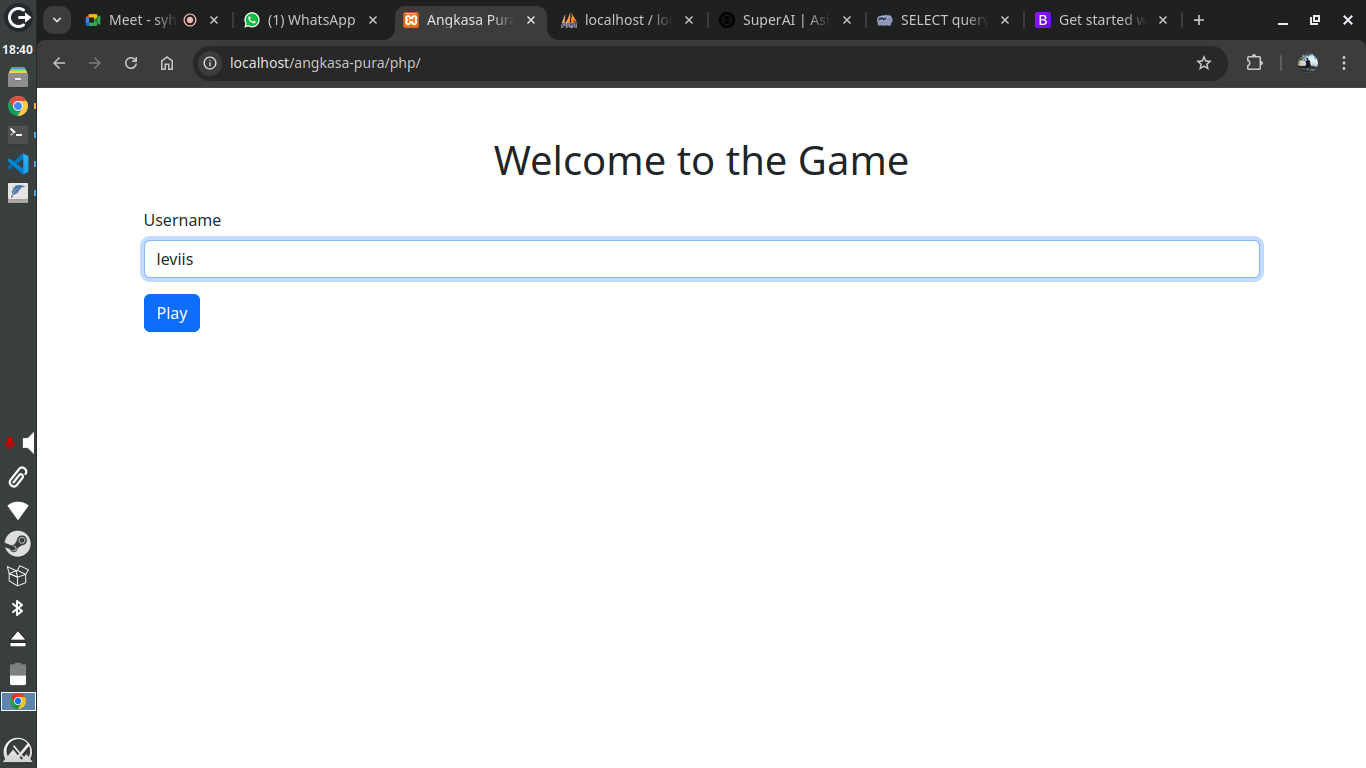 18:40
Meet - syh
(1) WhatsApp
Angkasa Pura
localhost / lo
SuperAI | Asi
SELECT query
Get started w
localhost/angkasa-pura/php/
Welcome to the Game
Username
leviis
Play